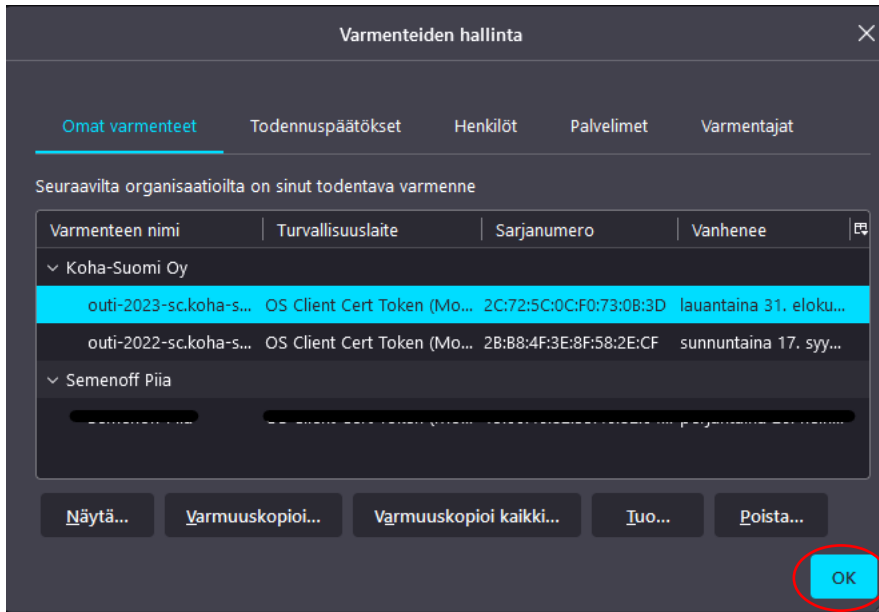 Varmenteiden hallinta
Omat varmenteet Todennuspäätökset Henkilöt Palvelimet Varmentajat
Seuraavilta organisaatioilta on sinut todentava varmenne
Varmenteen nimi Turvallisuuslaite Sarjanumero Vanhenee
Koha-Suomi Oy
outi-2023-sc.koha-s... OS Client Cert Token (Mo... 2C:72:5C:0C:F0:73:0B:3D lauantaina 31. eloku...
outi-2022-sc.koha-s... OS Client Cert Token (Mo... 2B:B8:4F:3E:8F:58:2E:CF sunnuntaina 17. syy...
Semenoff Piia
Näytä... Varmuuskopioi... Varmuuskopioi kaikki... Tuo... Poista...
OK